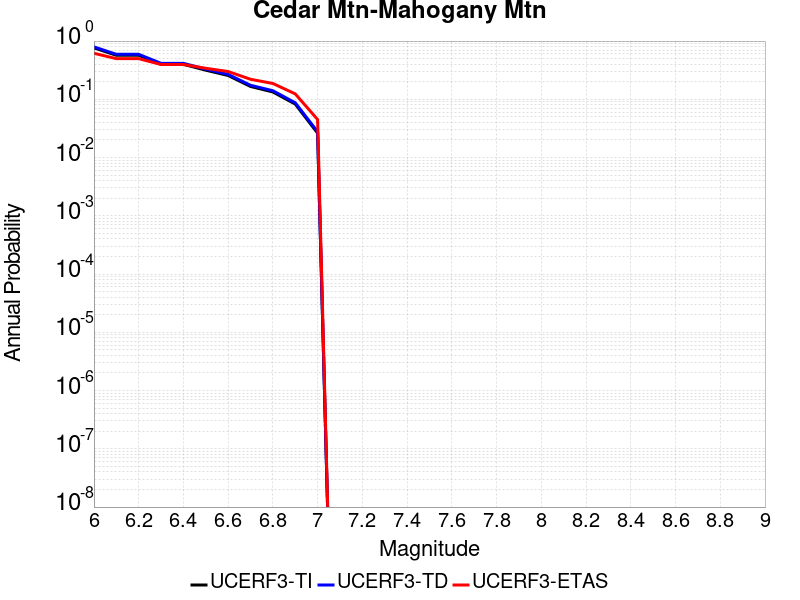 Cedar Mtn-Mahogany Mtn
Annual Probability
10^0
10^-1
10^-2
10^-3
10^-4
10^-5
10^-6
10^-7
10^-8
6 6.2 6.4 6.6 6.8 7 7.2 7.4 7.6 7.8 8 8.2 8.4 8.6 8.8 9
Magnitude
UCERF3-TI UCERF3-TD UCERF3-ETAS